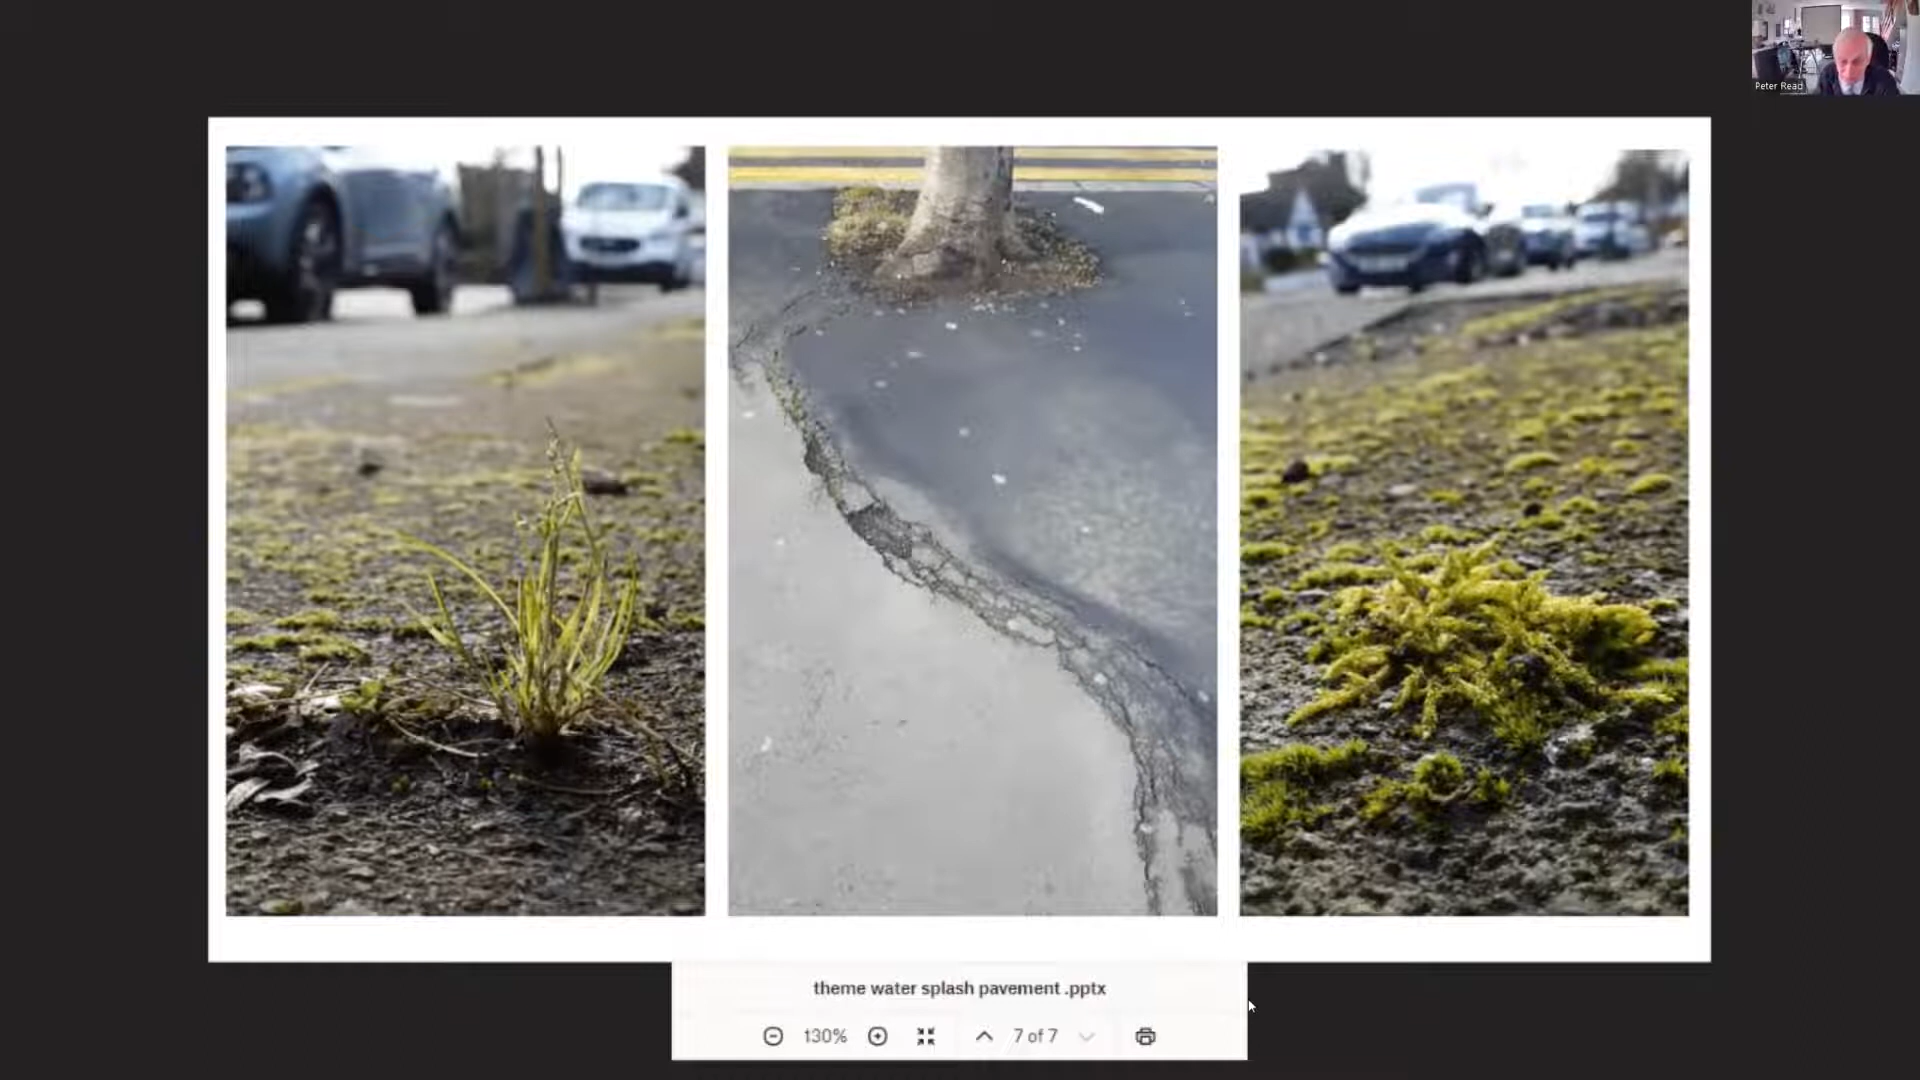 Peter Read
theme water splash pavement .pptx
130%
7 of 7